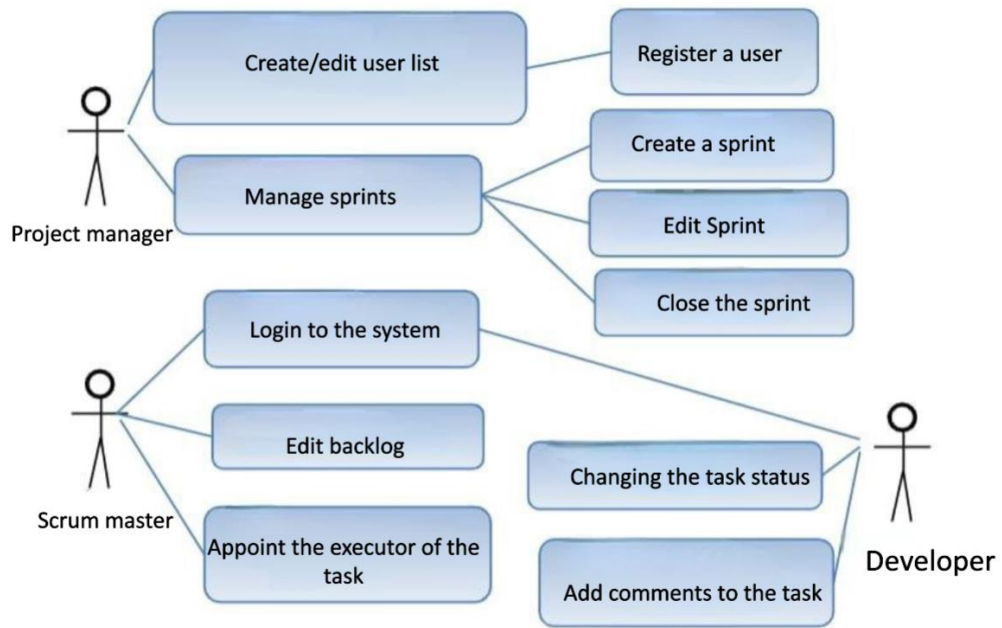 Create/edit user list
Register a user
Create a sprint
Manage sprints
Edit Sprint
Project manager
Close the sprint
Login to the system
Edit backlog
Changing the task status
Scrum master
Appoint the executor of the
task
Developer
Add comments to the task